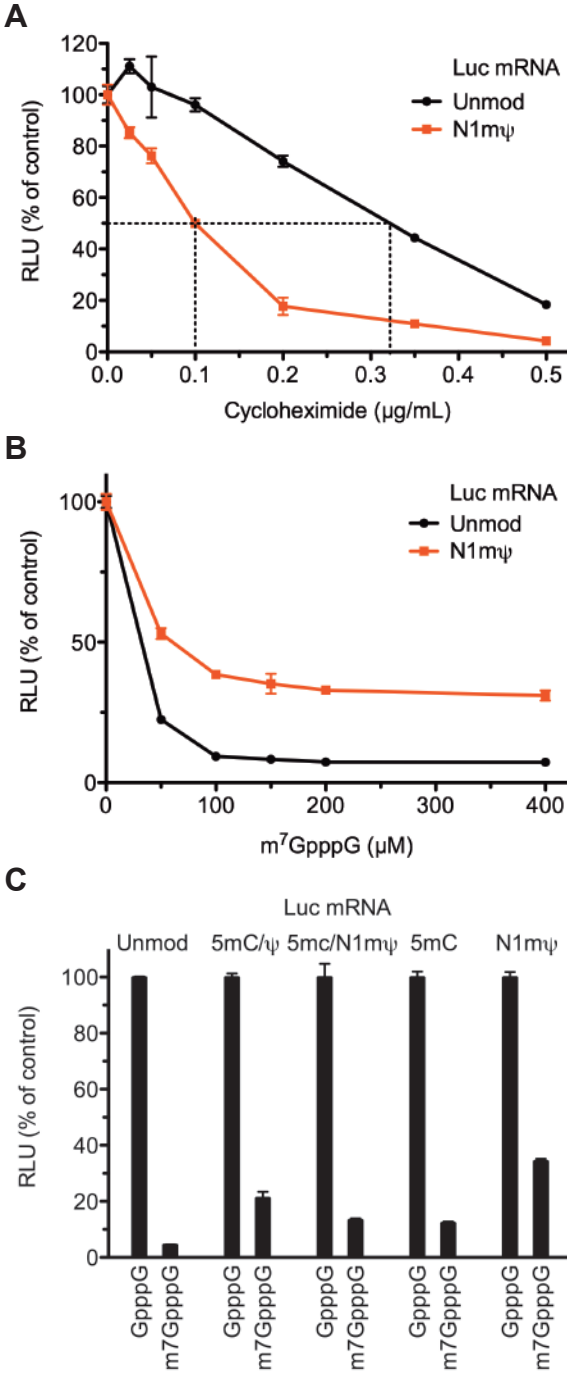 A
120
100
80
60
40
20
0
RLU (% of control)
Luc mRNA
Unmod
N1mψ
0.0 0.1 0.2 0.3 0.4 0.5
Cycloheximide (µg/mL)
B
100
50
0
RLU (% of control)
Luc mRNA
Unmod
N1mψ
0 100 200 300 400
m⁷GpppG (µM)
C
Luc mRNA
Unmod 5mC/ψ 5mc/N1mψ 5mC N1mψ
100
80
60
40
20
0
RLU (% of control)
GpppG
m7GpppG
GpppG
m7GpppG
GpppG
m7GpppG
GpppG
m7GpppG
GpppG
m7GpppG